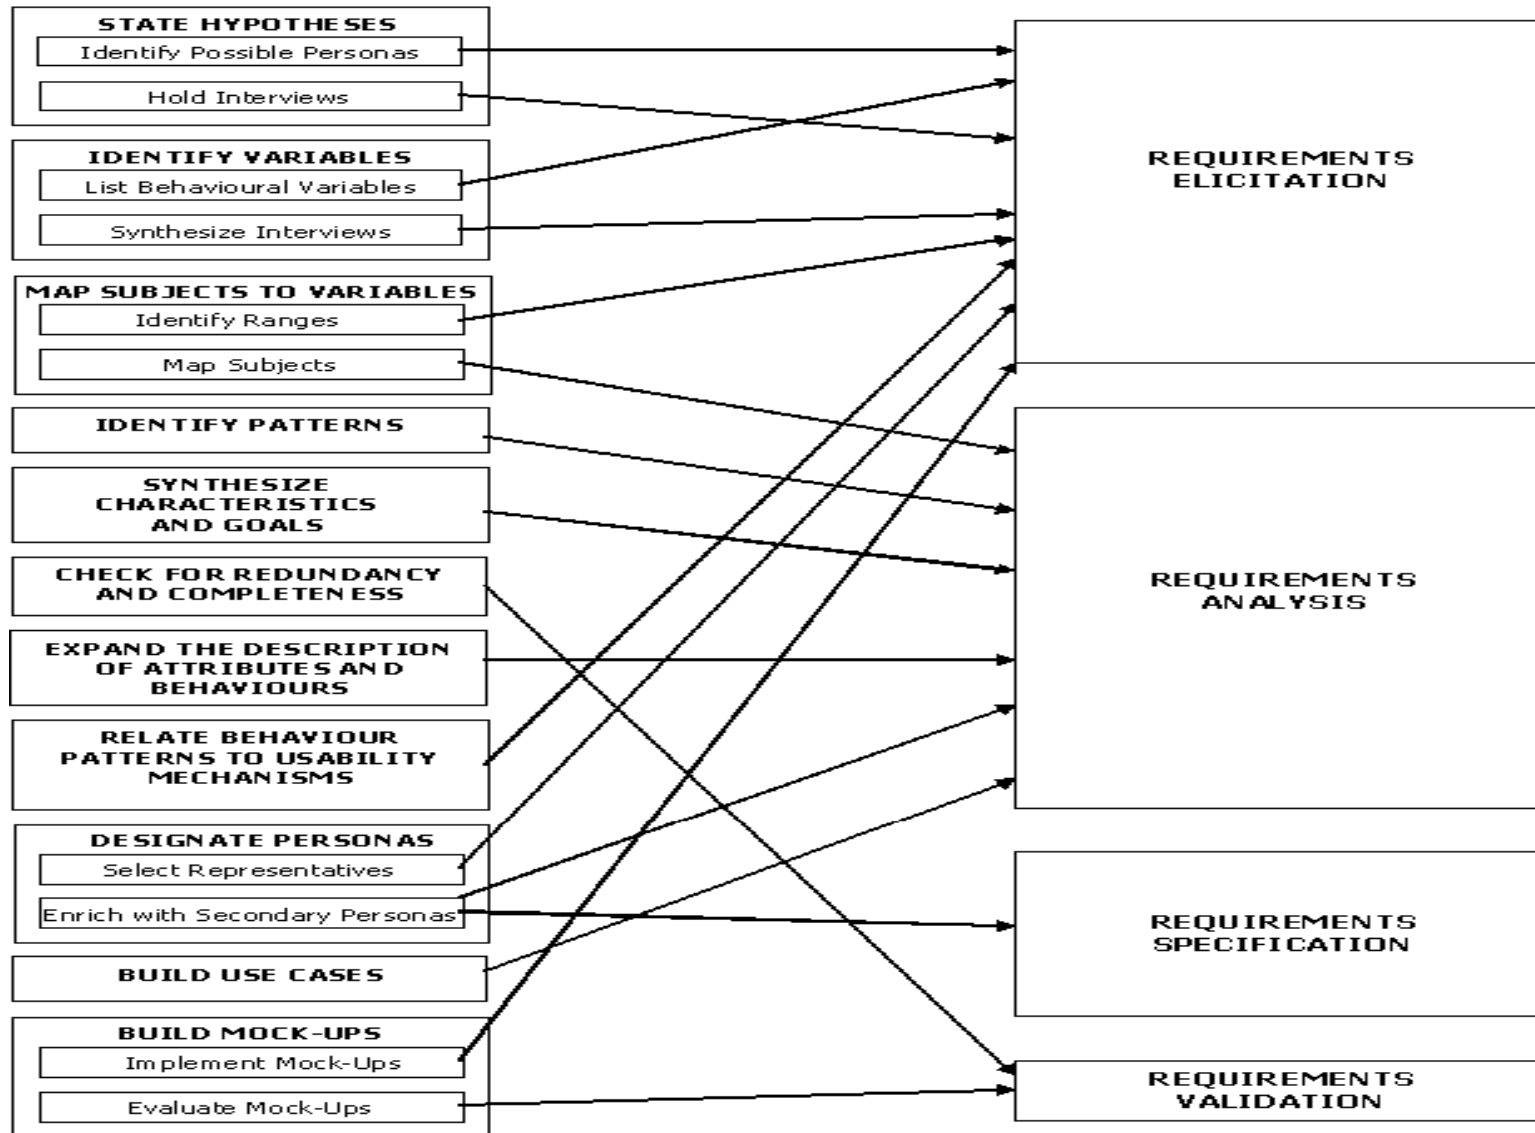 STATE HYPOTHESES
Identify Possible Personas
Hold Interviews
IDENTIFY VARIABLES
List Behavioural Variables
Synthesize Interviews
MAP SUBJECTS TO VARIABLES
Identify Ranges
Map Subjects
IDENTIFY PATTERNS
SYNTHESIZE
CHARACTERISTICS
AND GOALS
CHECK FOR REDUNDANCY
AND COMPLETENESS
EXPAND THE DESCRIPTION
OF ATTRIBUTES AND
BEHAVIOURS
RELATE BEHAVIOUR
PATTERNS TO USABILITY
MECHANISMS
DESIGNATE PERSONAS
Select Representatives
Enrich with Secondary Personas
BUILD USE CASES
BUILD MOCK-UPS
Implement Mock-Ups
Evaluate Mock-Ups
REQUIREMENTS
ELICITATION
REQUIREMENTS
ANALYSIS
REQUIREMENTS
SPECIFICATION
REQUIREMENTS
VALIDATION